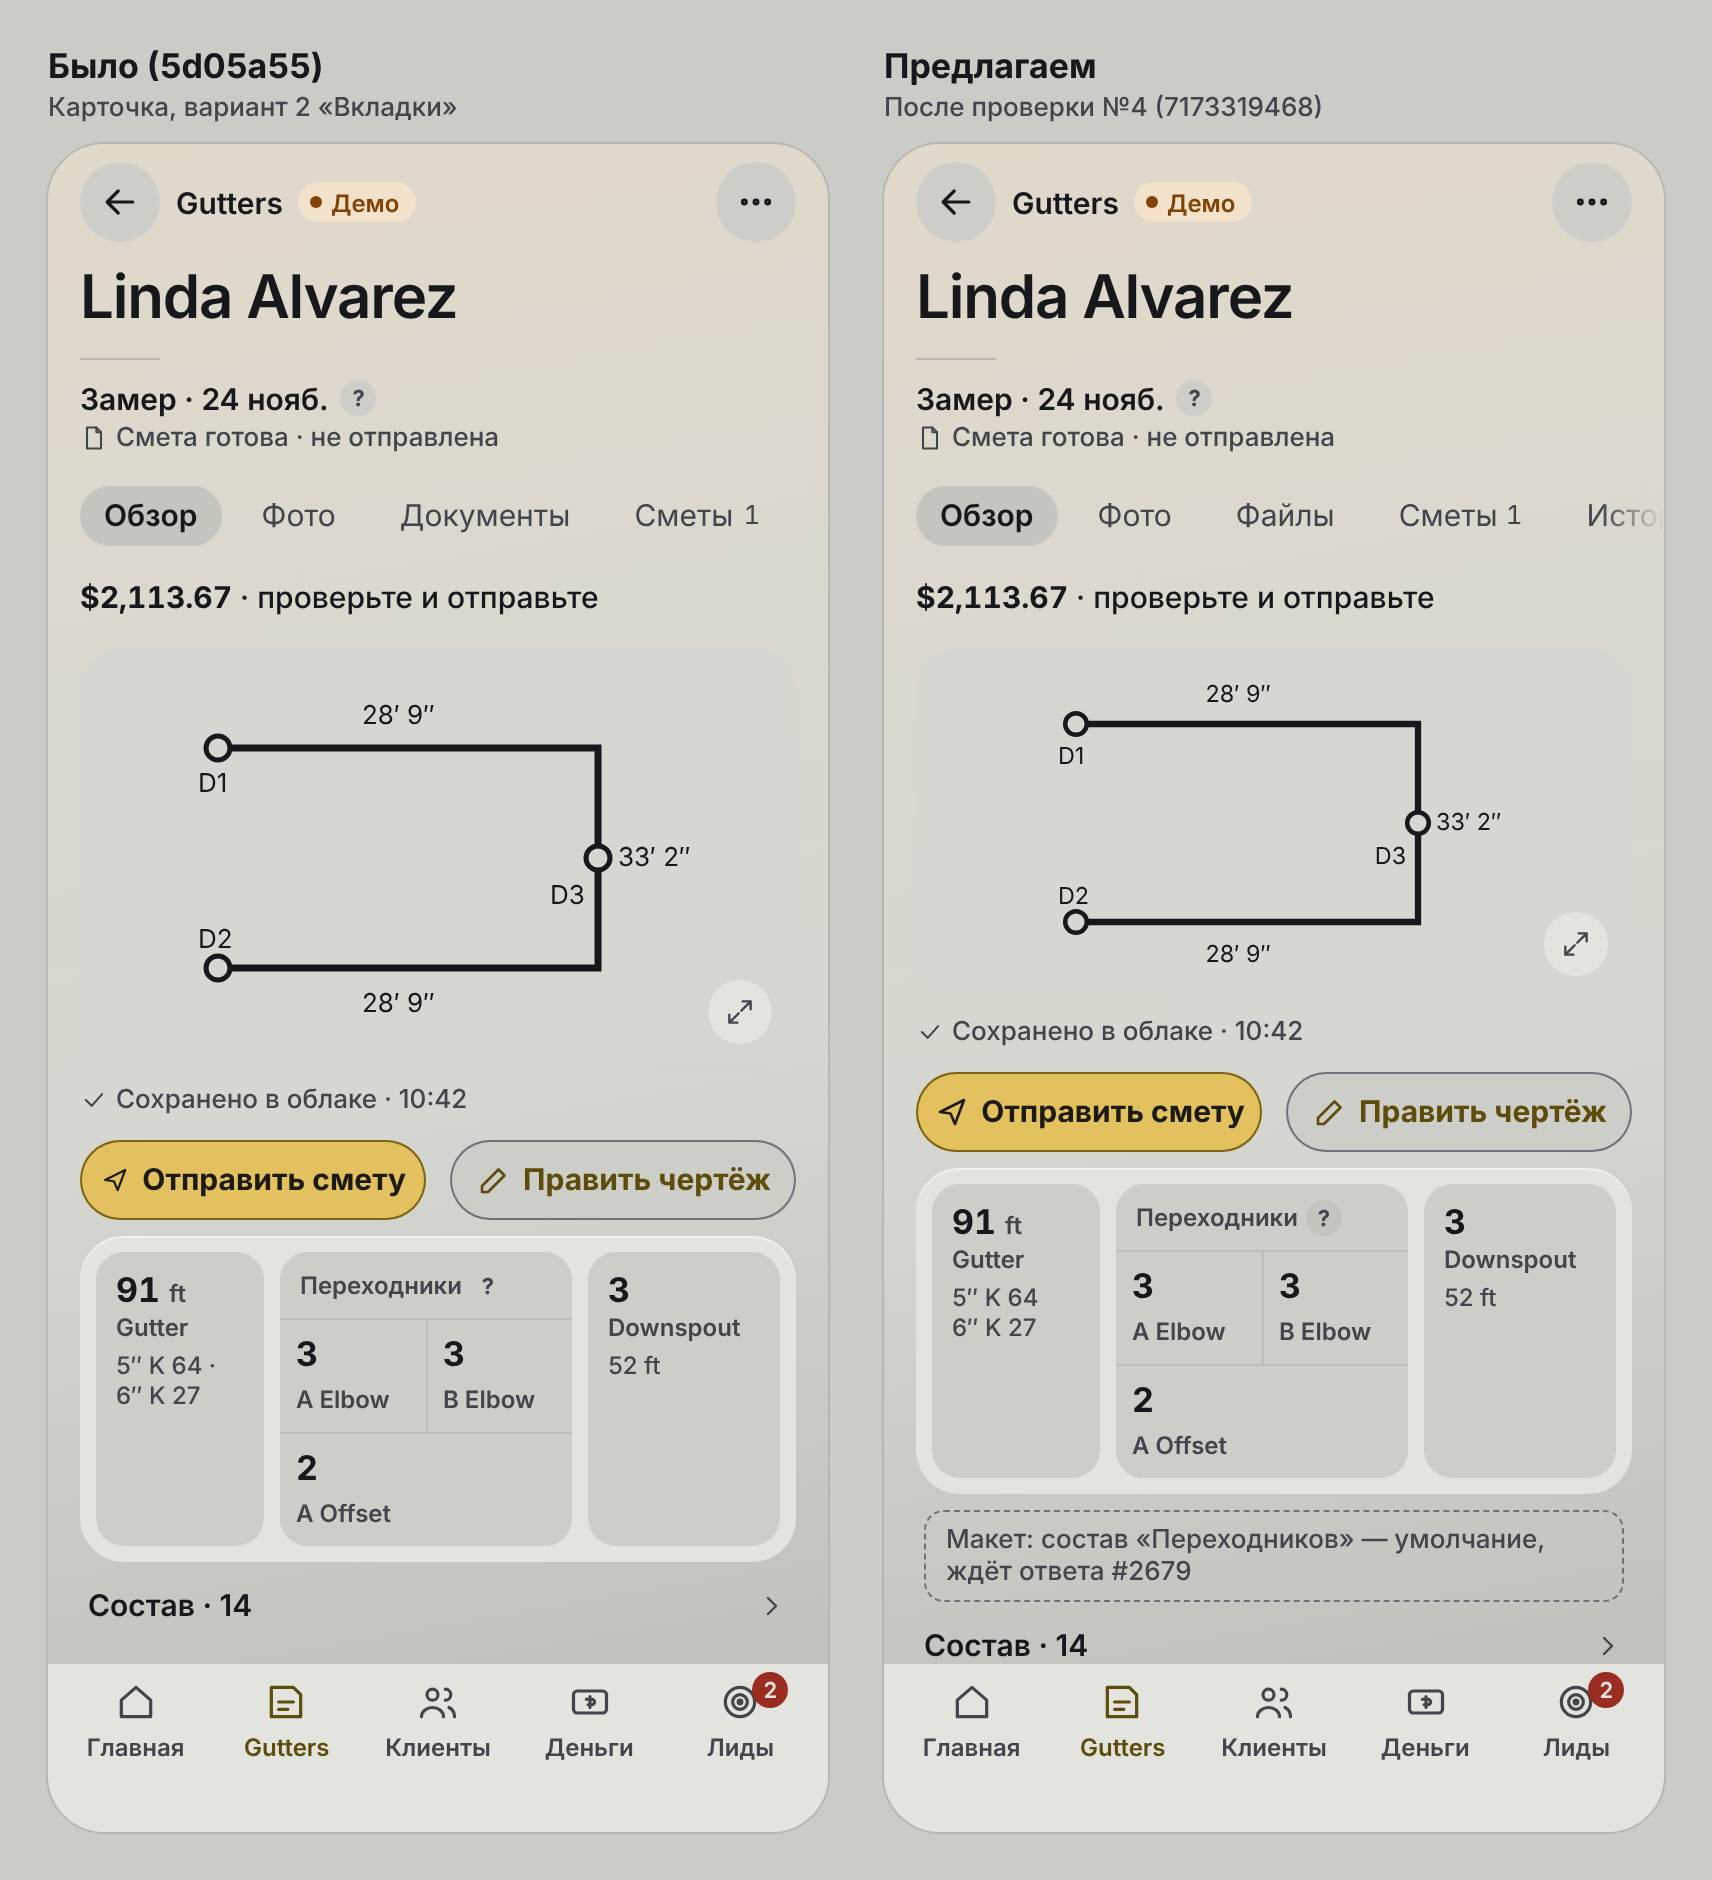 Было (5d05a55)
Карточка, вариант 2 «Вкладки»
Gutters
Демо
Linda Alvarez
Замер · 24 нояб. ?
Смета готова · не отправлена
Обзор Фото Документы Сметы 1
$2,113.67 · проверьте и отправьте
28′ 9″
D1
33′ 2″
D3
D2
28′ 9″
Сохранено в облаке · 10:42
Отправить смету Править чертёж
91 ft
Gutter
5″ K 64 ·
6″ K 27
Переходники ?
3
A Elbow
3
B Elbow
2
A Offset
3
Downspout
52 ft
Состав · 14
Главная Gutters Клиенты Деньги Лиды 2
Предлагаем
После проверки №4 (7173319468)
Gutters
Демо
Linda Alvarez
Замер · 24 нояб. ?
Смета готова · не отправлена
Обзор Фото Файлы Сметы 1 Исто
$2,113.67 · проверьте и отправьте
28′ 9″
D1
33′ 2″
D3
D2
28′ 9″
Сохранено в облаке · 10:42
Отправить смету Править чертёж
91 ft
Gutter
5″ K 64
6″ K 27
Переходники ?
3
A Elbow
3
B Elbow
2
A Offset
3
Downspout
52 ft
Макет: состав «Переходников» — умолчание,
ждёт ответа #2679
Состав · 14
Главная Gutters Клиенты Деньги Лиды 2